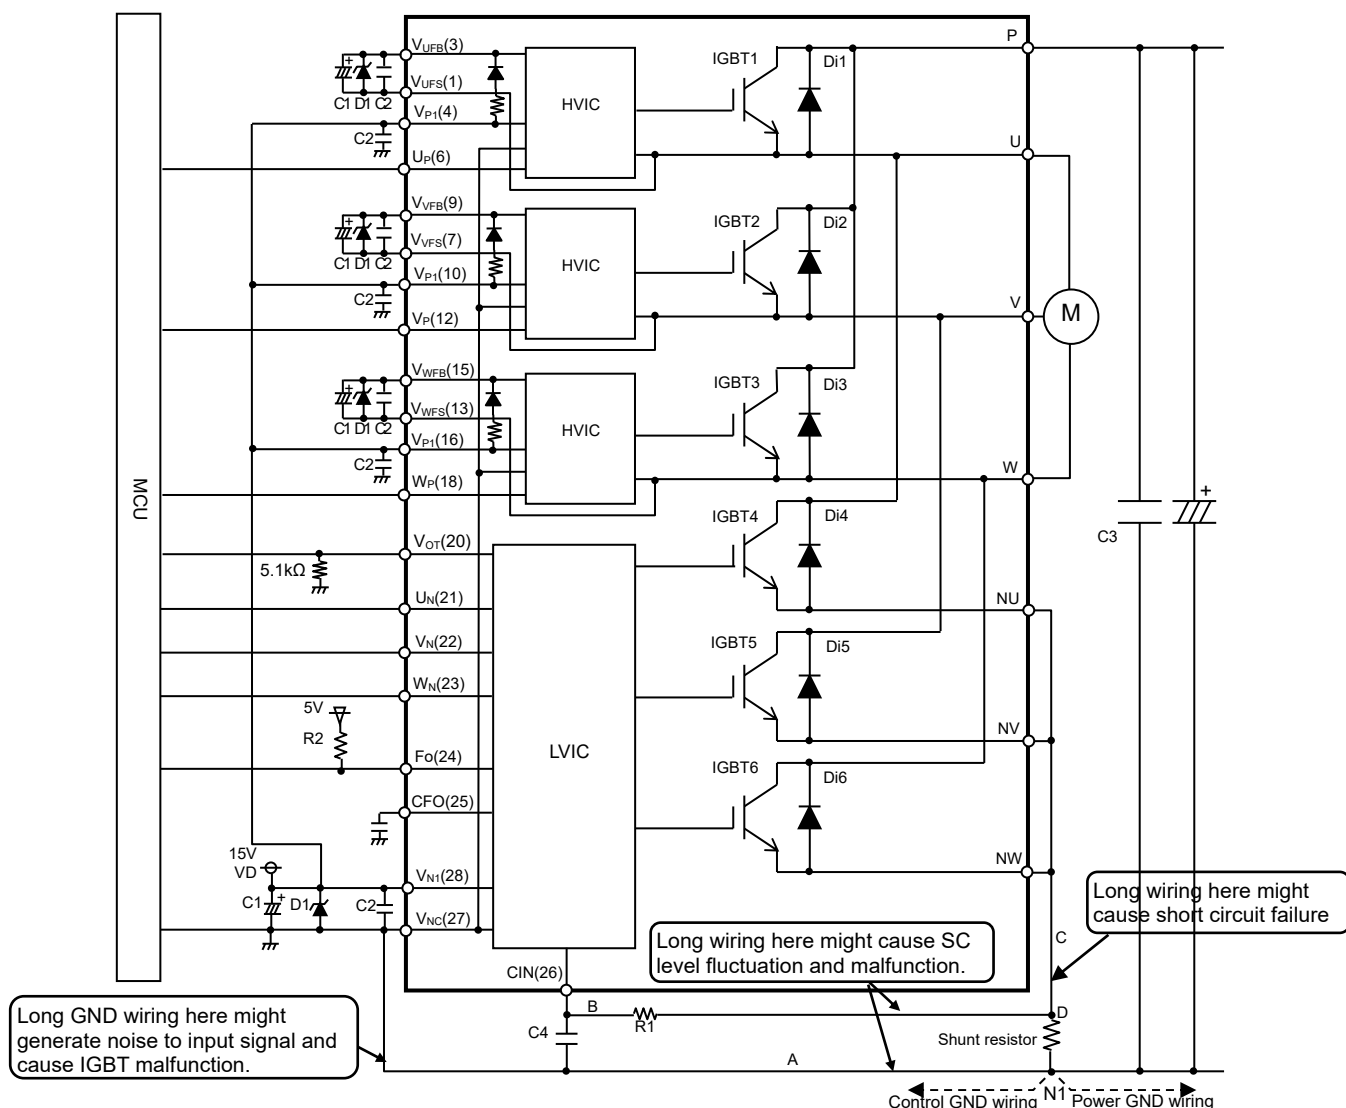 MCU
VUFB(3)
VUFS(1)
C1 D1 C2
VP1(4)
C2
UP(6)
HVIC
IGBT1
Di1
P
U
VVFB(9)
VVFS(7)
C1 D1 C2
VP1(10)
C2
VP(12)
HVIC
IGBT2
Di2
V
M
VWFB(15)
VWFS(13)
C1 D1 C2
VP1(16)
C2
WP(18)
HVIC
IGBT3
Di3
W
VOT(20)
5.1kΩ
UN(21)
VN(22)
WN(23)
5V
R2
Fo(24)
CFO(25)
15V
VD
C1
+
D1
C2
VN1(28)
VNC(27)
LVIC
CIN(26)
IGBT4
Di4
NU
IGBT5
Di5
NV
IGBT6
Di6
NW
C3
+
Long wiring here might
cause short circuit failure
Long wiring here might cause SC
level fluctuation and malfunction.
Long GND wiring here might
generate noise to input signal and
cause IGBT malfunction.
C
B
R1
D
C4
Shunt resistor
A
N1
Control GND wiring
Power GND wiring